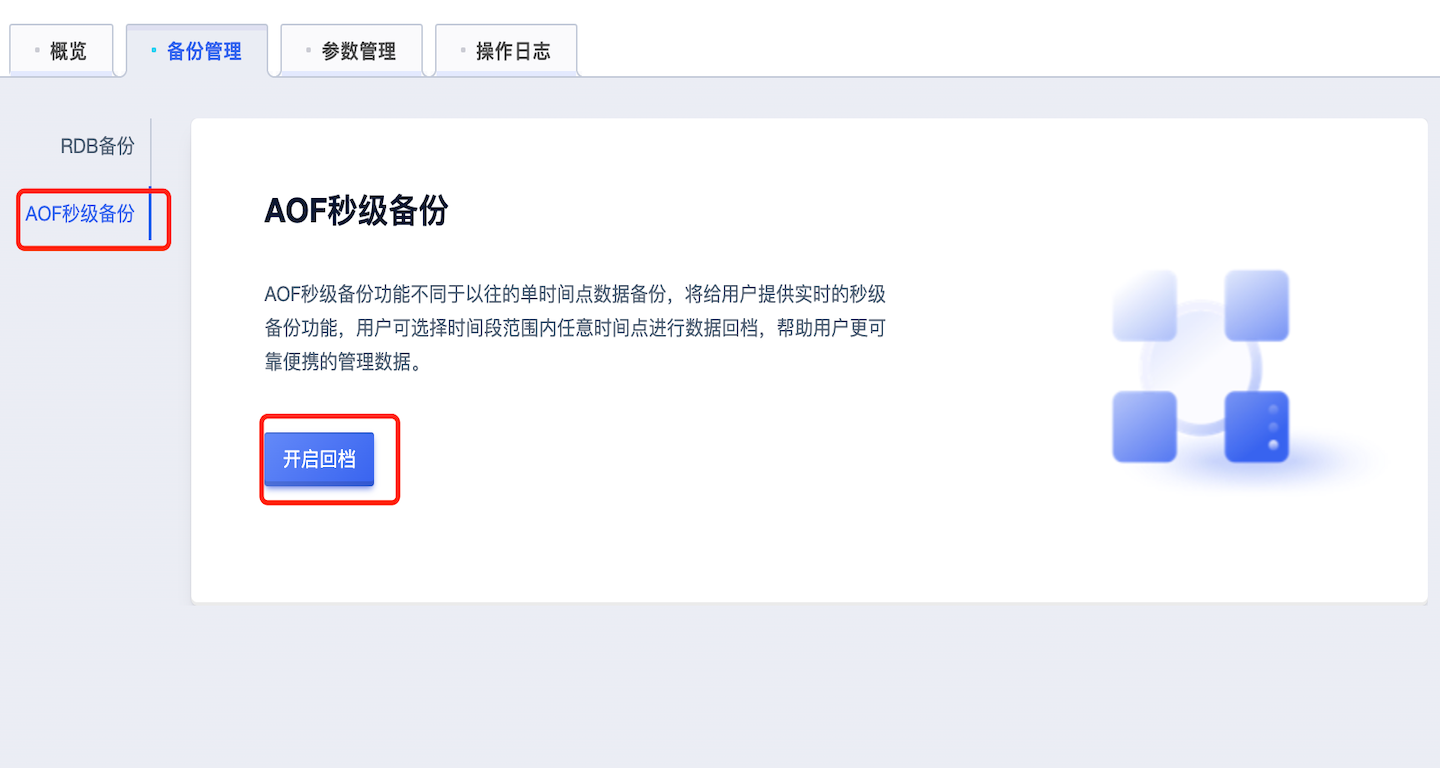 概览
备份管理
参数管理
操作日志
RDB备份
AOF秒级备份
AOF秒级备份
AOF秒级备份功能不同于以往的单时间点数据备份，将给用户提供实时的秒级
备份功能，用户可选择时间段范围内任意时间点进行数据回档，帮助用户更可
靠便携的管理数据。
开启回档